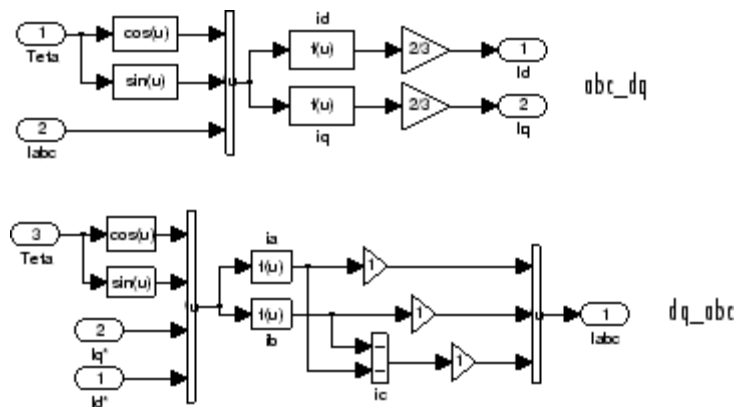 id
1
cos(u)
f(u)
2/3
1
Teta
Id
sin(u)
u
f(u)
2/3
2
abc_dq
2
iq
Iq
Iabc
3
cos(u)
ia
Teta
f(u)
1
sin(u)
u
f(u)
1
u
1
dq_abc
2
ib
Iabc
Iq*
−
1
−
1
ic
Id*